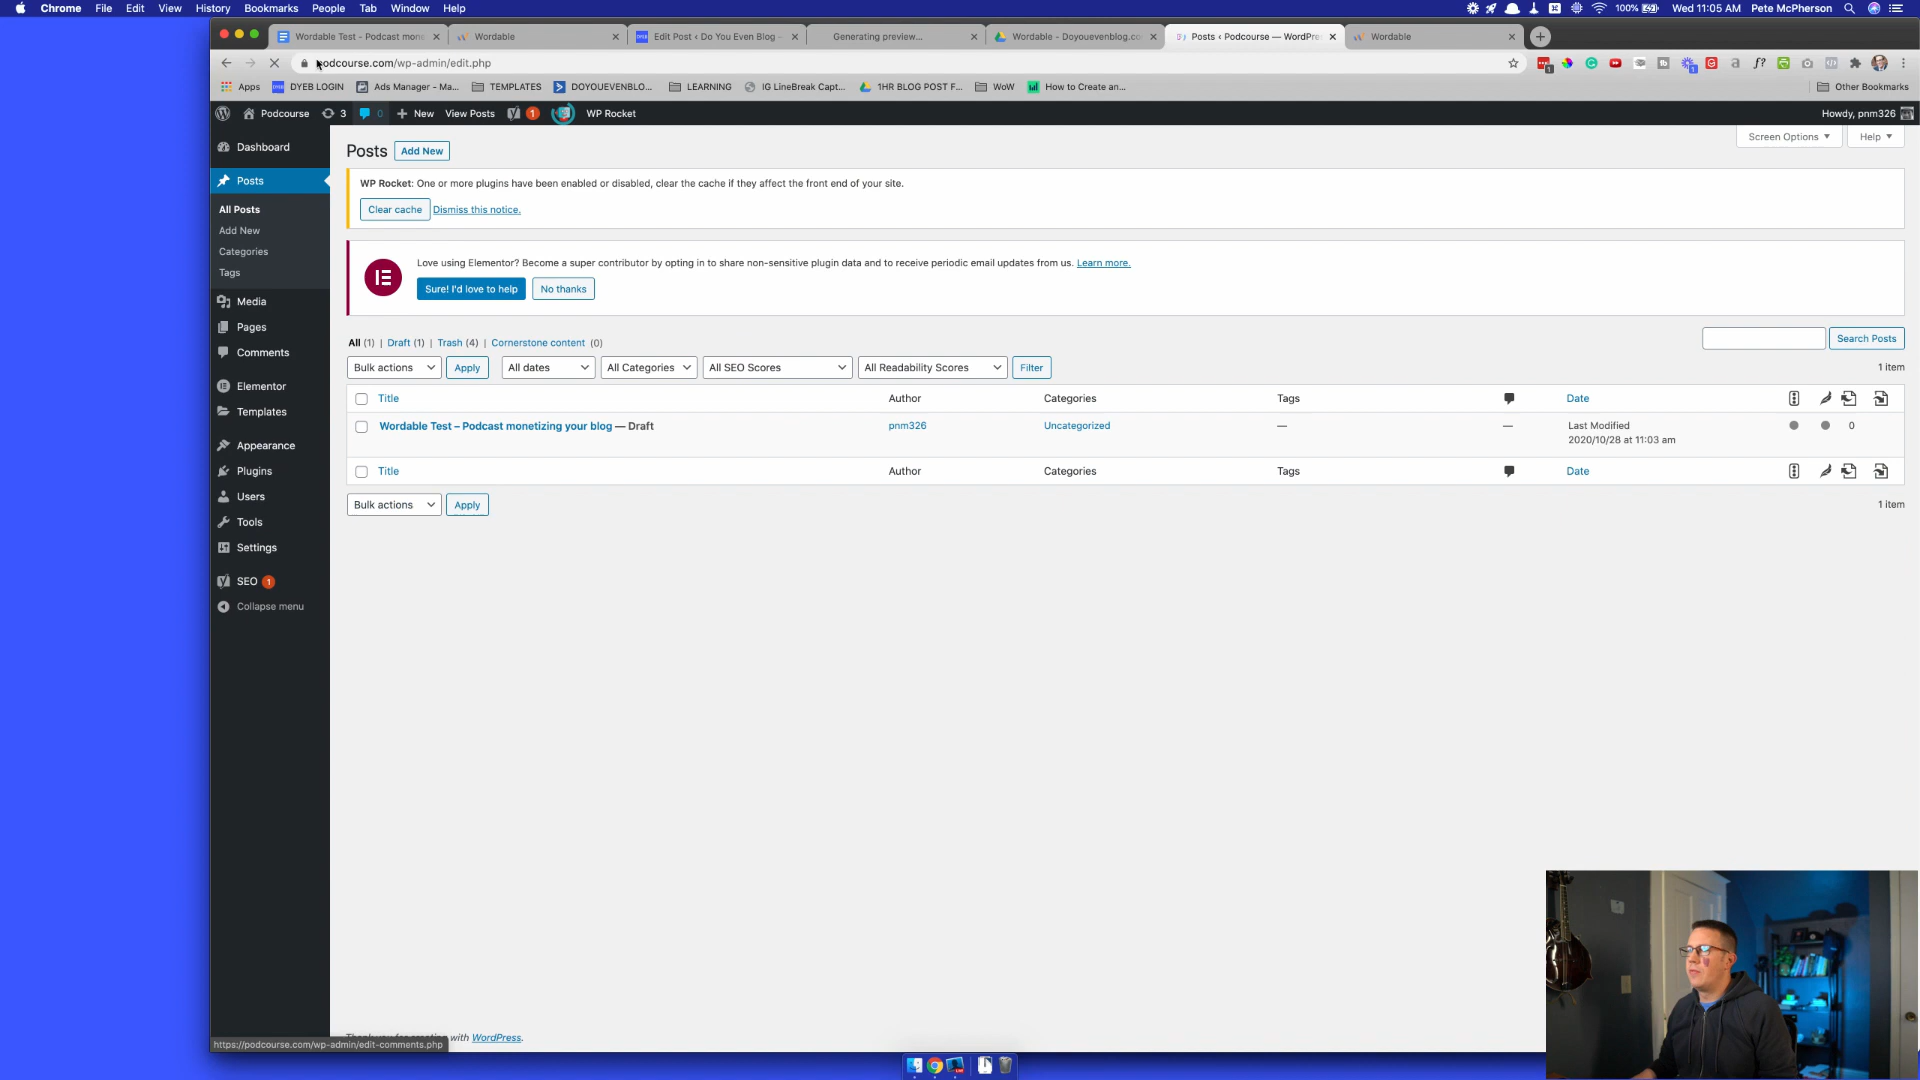 Chrome File Edit View History Bookmarks People Tab Window Help
100% Wed 11:05 AM Pete McPherson
Wordable Test - Podcast mone
Wordable
Edit Post ‹ Do You Even Blog –
Generating preview...
Wordable - Doyouevenblog.co
Posts ‹ Podcourse — WordPre
Wordable
podcourse.com/wp-admin/edit.php
Apps DYEB LOGIN Ads Manager - Ma... TEMPLATES DOYOUEVENBLO... LEARNING IG LineBreak Capt... 1HR BLOG POST F... WoW How to Create an... Other Bookmarks
Podcourse 3 0 New View Posts 1 WP Rocket Howdy, pnm326
Screen Options Help
Dashboard
Posts
All Posts
Add New
Categories
Tags
Media
Pages
Comments
Elementor
Templates
Appearance
Plugins
Users
Tools
Settings
SEO 1
Collapse menu
Posts Add New
WP Rocket: One or more plugins have been enabled or disabled, clear the cache if they affect the front end of your site.
Clear cache Dismiss this notice.
Love using Elementor? Become a super contributor by opting in to share non-sensitive plugin data and to receive periodic email updates from us. Learn more.
Sure! I'd love to help No thanks
All (1) | Draft (1) | Trash (4) | Cornerstone content (0)
Search Posts
Bulk actions Apply All dates All Categories All SEO Scores All Readability Scores Filter 1 item
Title Author Categories Tags Date
Wordable Test – Podcast monetizing your blog — Draft pnm326 Uncategorized — — Last Modified 0
2020/10/28 at 11:03 am
Title Author Categories Tags Date
Bulk actions Apply 1 item
with WordPress.
https://podcourse.com/wp-admin/edit-comments.php